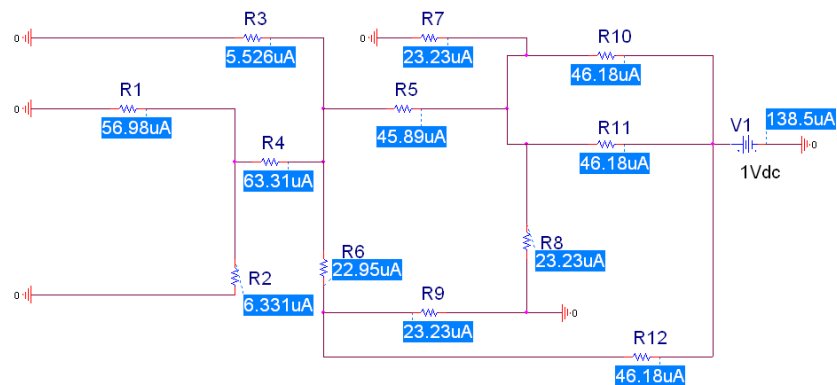 R3
R7
R10
0
5.526uA
0
23.23uA
46.18uA
R1
R5
0
56.98uA
45.89uA
R11
V1
138.5uA
R4
46.18uA
0
63.31uA
1Vdc
R6
R8
R2
22.95uA
23.23uA
0
6.331uA
R9
0
23.23uA
R12
46.18uA